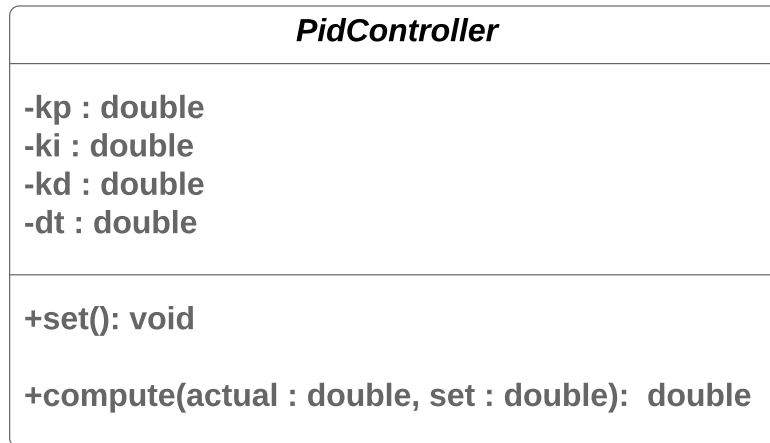 PidController
-kp : double
-ki : double
-kd : double
-dt : double
+set(): void
+compute(actual : double, set : double):  double